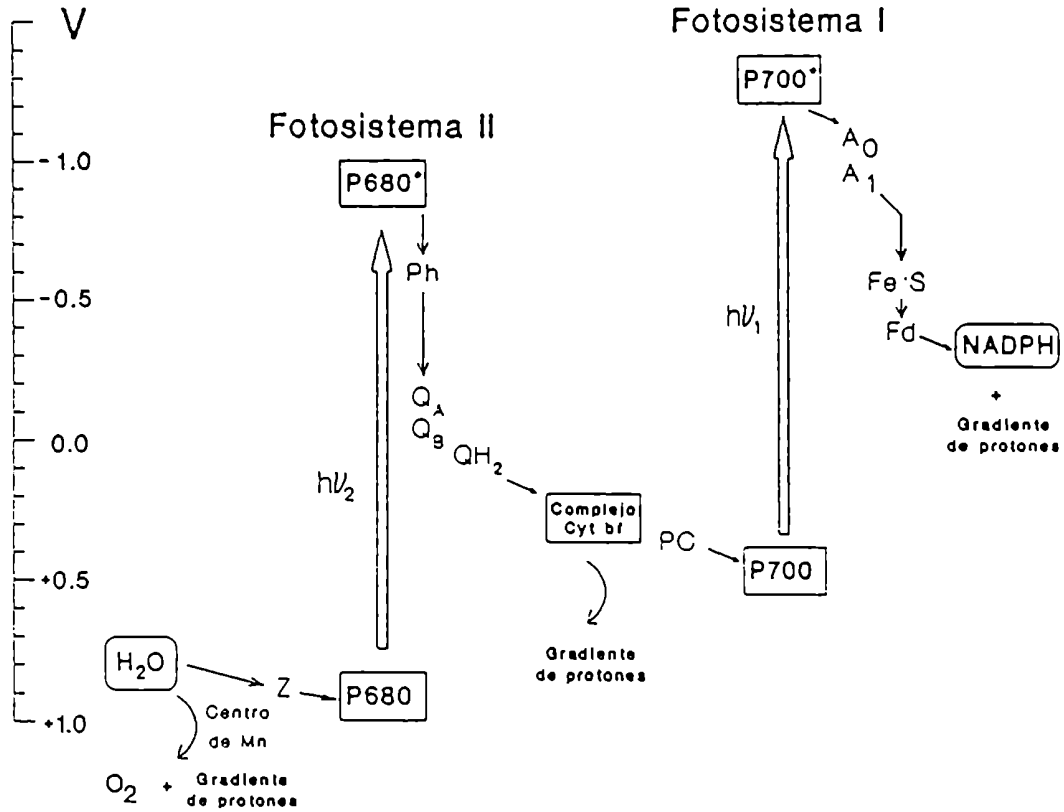 V
Fotosistema I
P700*
A0
A1
Fotosistema II
-1.0
P680*
Ph
Fe·S
-0.5
hν1
Fd
NADPH
+
Gradiente
de protones
QA
QB
0.0
QH2
hν2
Complejo
Cyt bf
PC
P700
+0.5
Gradiente
de protones
H2O
Z
P680
+1.0
Centro
de Mn
O2 + Gradiente
de protones